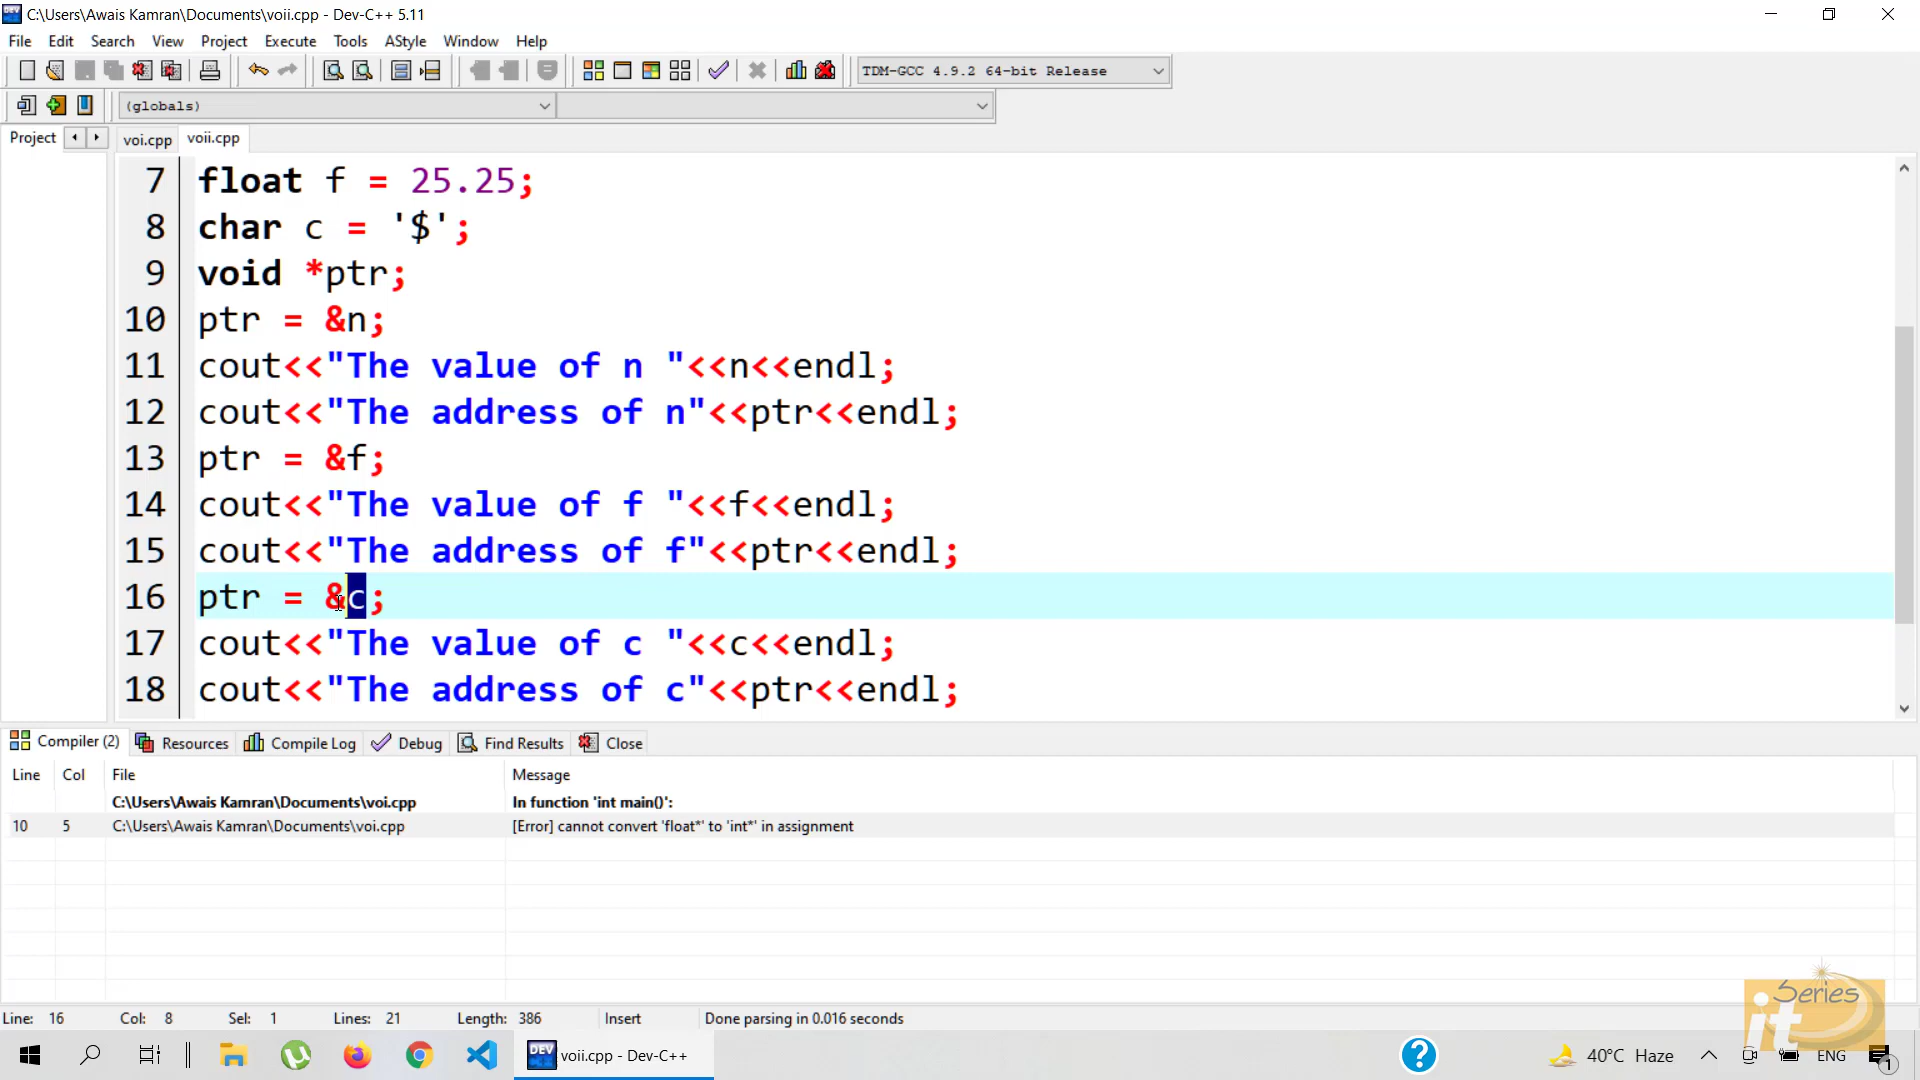 C:\Users\Awais Kamran\Documents\voii.cpp - Dev-C++ 5.11
File Edit Search View Project Execute Tools AStyle Window Help
TDM-GCC 4.9.2 64-bit Release
(globals)
Project voi.cpp voii.cpp
7 float f = 25.25;
8 char c = '$';
9 void *ptr;
10 ptr = &n;
11 cout<<"The value of n "<<n<<endl;
12 cout<<"The address of n"<<ptr<<endl;
13 ptr = &f;
14 cout<<"The value of f "<<f<<endl;
15 cout<<"The address of f"<<ptr<<endl;
16 ptr = &c;
17 cout<<"The value of c "<<c<<endl;
18 cout<<"The address of c"<<ptr<<endl;
Compiler (2) Resources Compile Log Debug Find Results Close
Line Col File Message
C:\Users\Awais Kamran\Documents\voi.cpp In function 'int main()':
10 5 C:\Users\Awais Kamran\Documents\voi.cpp [Error] cannot convert 'float*' to 'int*' in assignment
Line: 16 Col: 8 Sel: 1 Lines: 21 Length: 386 Insert Done parsing in 0.016 seconds
it Series
DEV voii.cpp - Dev-C++ 40°C Haze ENG 1